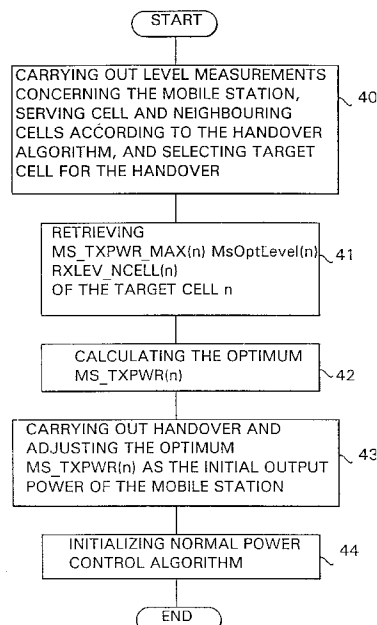 START
CARRYING OUT LEVEL MEASUREMENTS
CONCERNING THE MOBILE STATION,
SERVING CELL AND NEIGHBOURING
CELLS ACCORDING TO THE HANDOVER
ALGORITHM, AND SELECTING TARGET
CELL FOR THE HANDOVER
40
RETRIEVING
MS_TXPWR_MAX(n) MsOptLevel(n)
RXLEV_NCELL(n)
OF THE TARGET CELL n
41
CALCULATING THE OPTIMUM
MS_TXPWR(n)
42
CARRYING OUT HANDOVER AND
ADJUSTING THE OPTIMUM
MS_TXPWR(n) AS THE INITIAL OUTPUT
POWER OF THE MOBILE STATION
43
INITIALIZING NORMAL POWER
CONTROL ALGORITHM
44
END